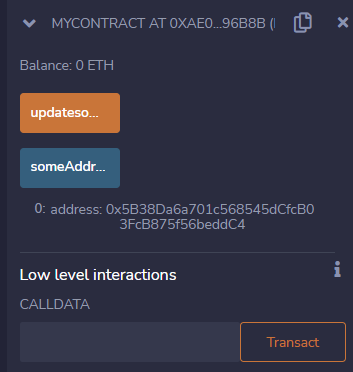 MYCONTRACT AT 0XAE0...96B8B (
Balance: 0 ETH
updateso...
someAddr...
0: address: 0x5B38Da6a701c568545dCfcB0
3FcB875f56beddC4
Low level interactions
CALLDATA
Transact